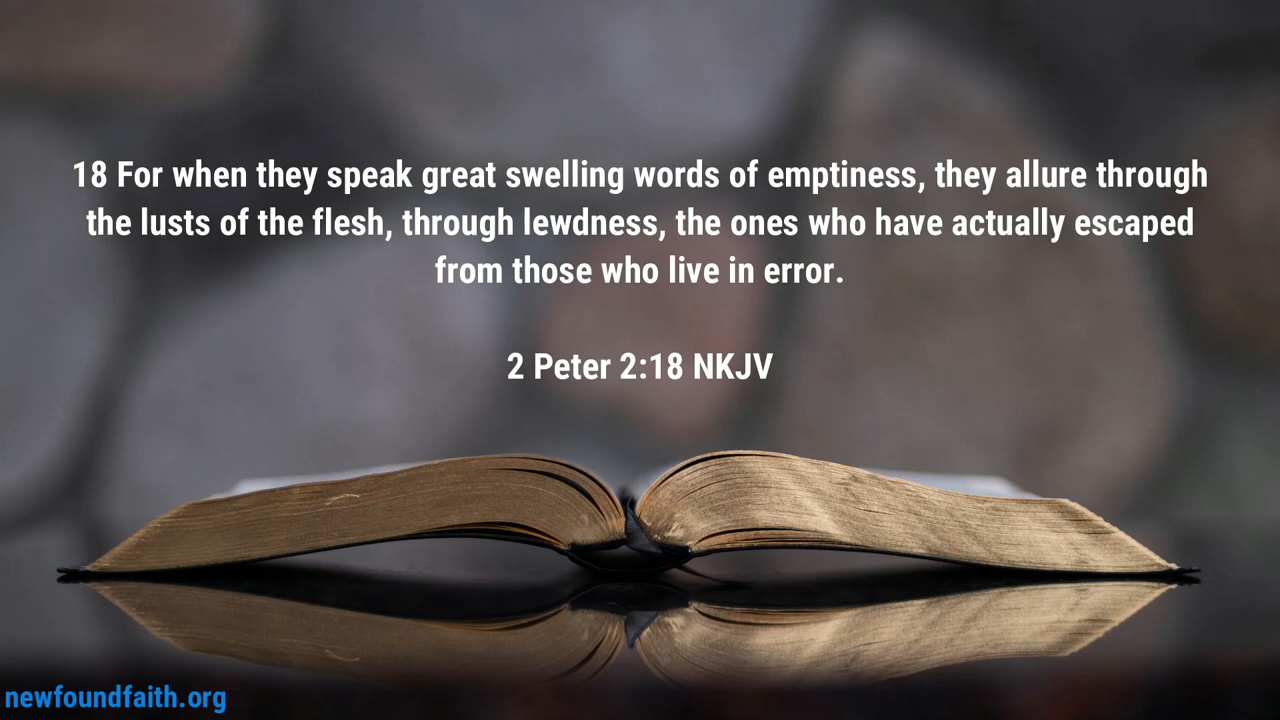 18 For when they speak great swelling words of emptiness, they allure through
the lusts of the flesh, through lewdness, the ones who have actually escaped
from those who live in error.
2 Peter 2:18 NKJV
newfoundfaith.org